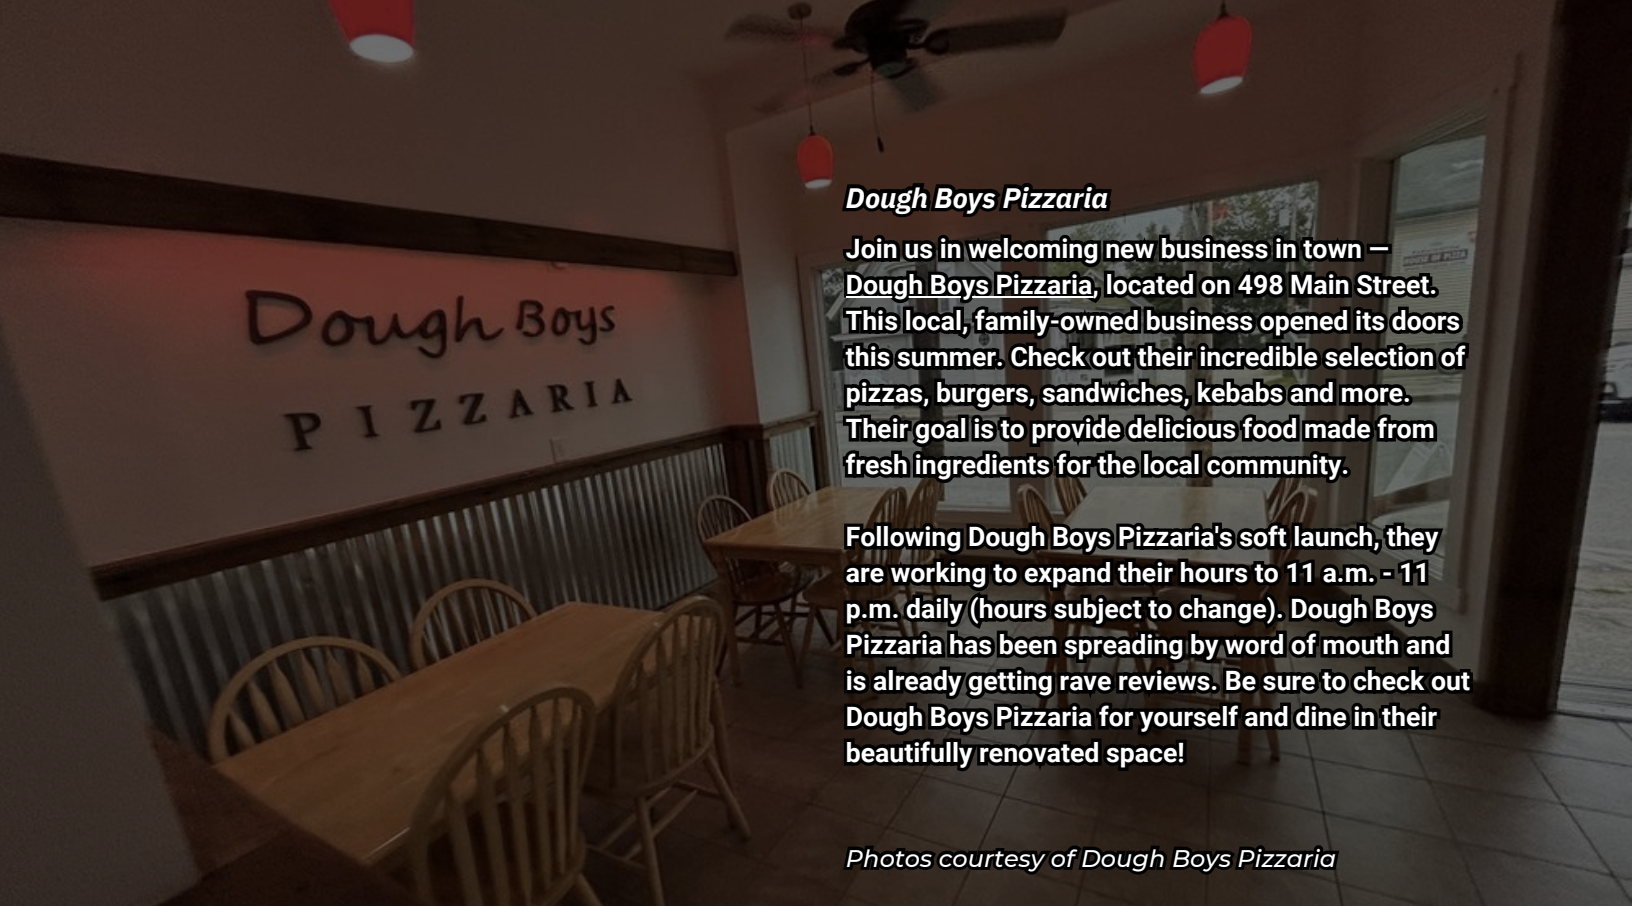 Dough Boys
PIZZARIA
Dough Boys Pizzaria
Join us in welcoming new business in town —
Dough Boys Pizzaria, located on 498 Main Street.
This local, family-owned business opened its doors
this summer. Check out their incredible selection of
pizzas, burgers, sandwiches, kebabs and more.
Their goal is to provide delicious food made from
fresh ingredients for the local community.
Following Dough Boys Pizzaria's soft launch, they
are working to expand their hours to 11 a.m. - 11
p.m. daily (hours subject to change). Dough Boys
Pizzaria has been spreading by word of mouth and
is already getting rave reviews. Be sure to check out
Dough Boys Pizzaria for yourself and dine in their
beautifully renovated space!
Photos courtesy of Dough Boys Pizzaria